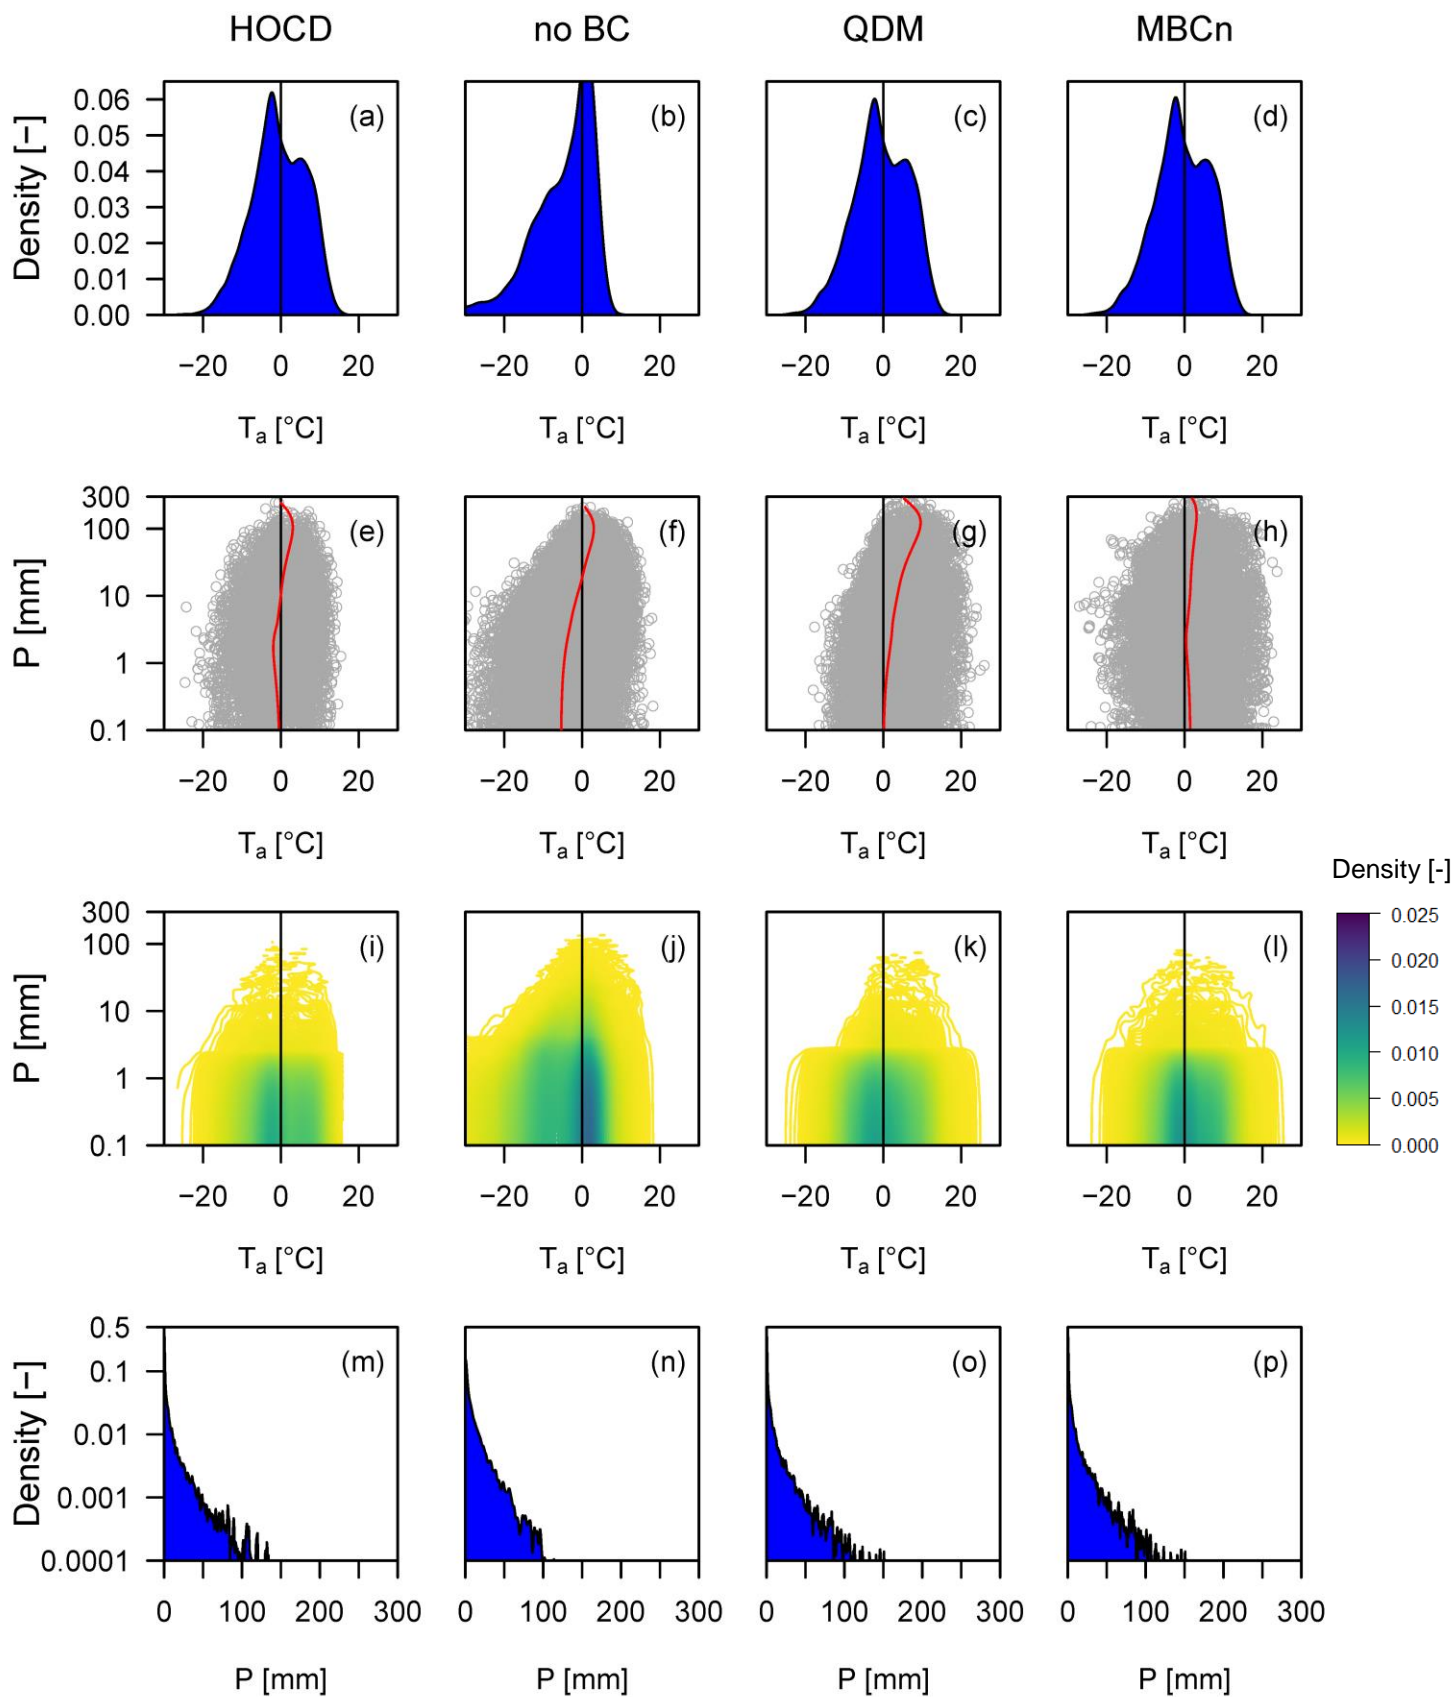 HOCD no BC QDM MBCn
Density [−]
0.06
0.05
0.04
0.03
0.02
0.01
0.00
(a) (b) (c) (d)
−20 0 20 −20 0 20 −20 0 20 −20 0 20
Ta [°C] Ta [°C] Ta [°C] Ta [°C]
P [mm]
300
100
10
1
0.1
(e) (f) (g) (h)
−20 0 20 −20 0 20 −20 0 20 −20 0 20
Ta [°C] Ta [°C] Ta [°C] Ta [°C]
P [mm]
300
100
10
1
0.1
(i) (j) (k) (l)
−20 0 20 −20 0 20 −20 0 20 −20 0 20
Ta [°C] Ta [°C] Ta [°C] Ta [°C]
Density [-]
0.025
0.020
0.015
0.010
0.005
0.000
Density [−]
0.5
0.1
0.01
0.001
0.0001
(m) (n) (o) (p)
0 100 200 300 0 100 200 300 0 100 200 300 0 100 200 300
P [mm] P [mm] P [mm] P [mm]